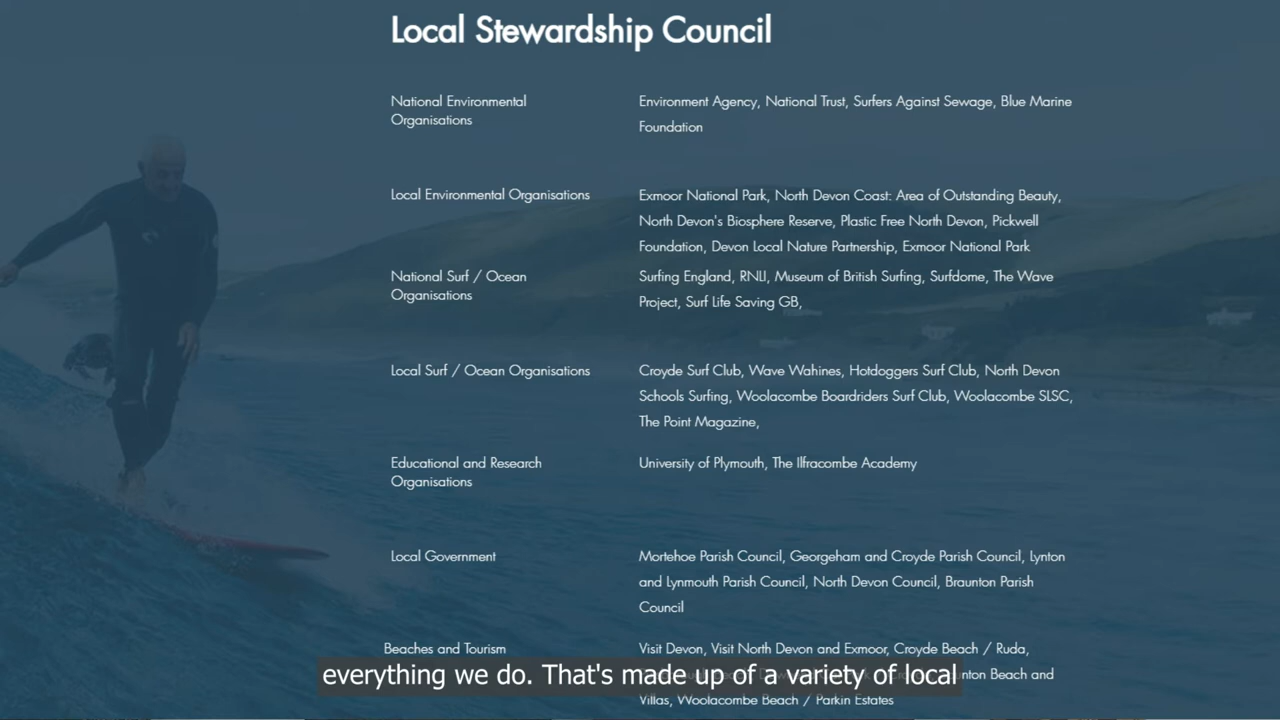 Local Stewardship Council
National Environmental
Organisations
Environment Agency, National Trust, Surfers Against Sewage, Blue Marine
Foundation
Local Environmental Organisations
Exmoor National Park, North Devon Coast: Area of Outstanding Beauty,
North Devon's Biosphere Reserve, Plastic Free North Devon, Pickwell
Foundation, Devon Local Nature Partnership, Exmoor National Park
National Surf / Ocean
Organisations
Surfing England, RNLI, Museum of British Surfing, Surfdome, The Wave
Project, Surf Life Saving GB,
Local Surf / Ocean Organisations
Croyde Surf Club, Wave Wahines, Hotdoggers Surf Club, North Devon
Schools Surfing, Woolacombe Boardriders Surf Club, Woolacombe SLSC,
The Point Magazine,
Educational and Research
Organisations
University of Plymouth, The Ilfracombe Academy
Local Government
Mortehoe Parish Council, Georgeham and Croyde Parish Council, Lynton
and Lynmouth Parish Council, North Devon Council, Braunton Parish
Council
Beaches and Tourism
Visit Devon, Visit North Devon and Exmoor, Croyde Beach / Ruda,
Beach and
Villas, Woolacombe Beach / Parkin Estates
everything we do. That's made up of a variety of local